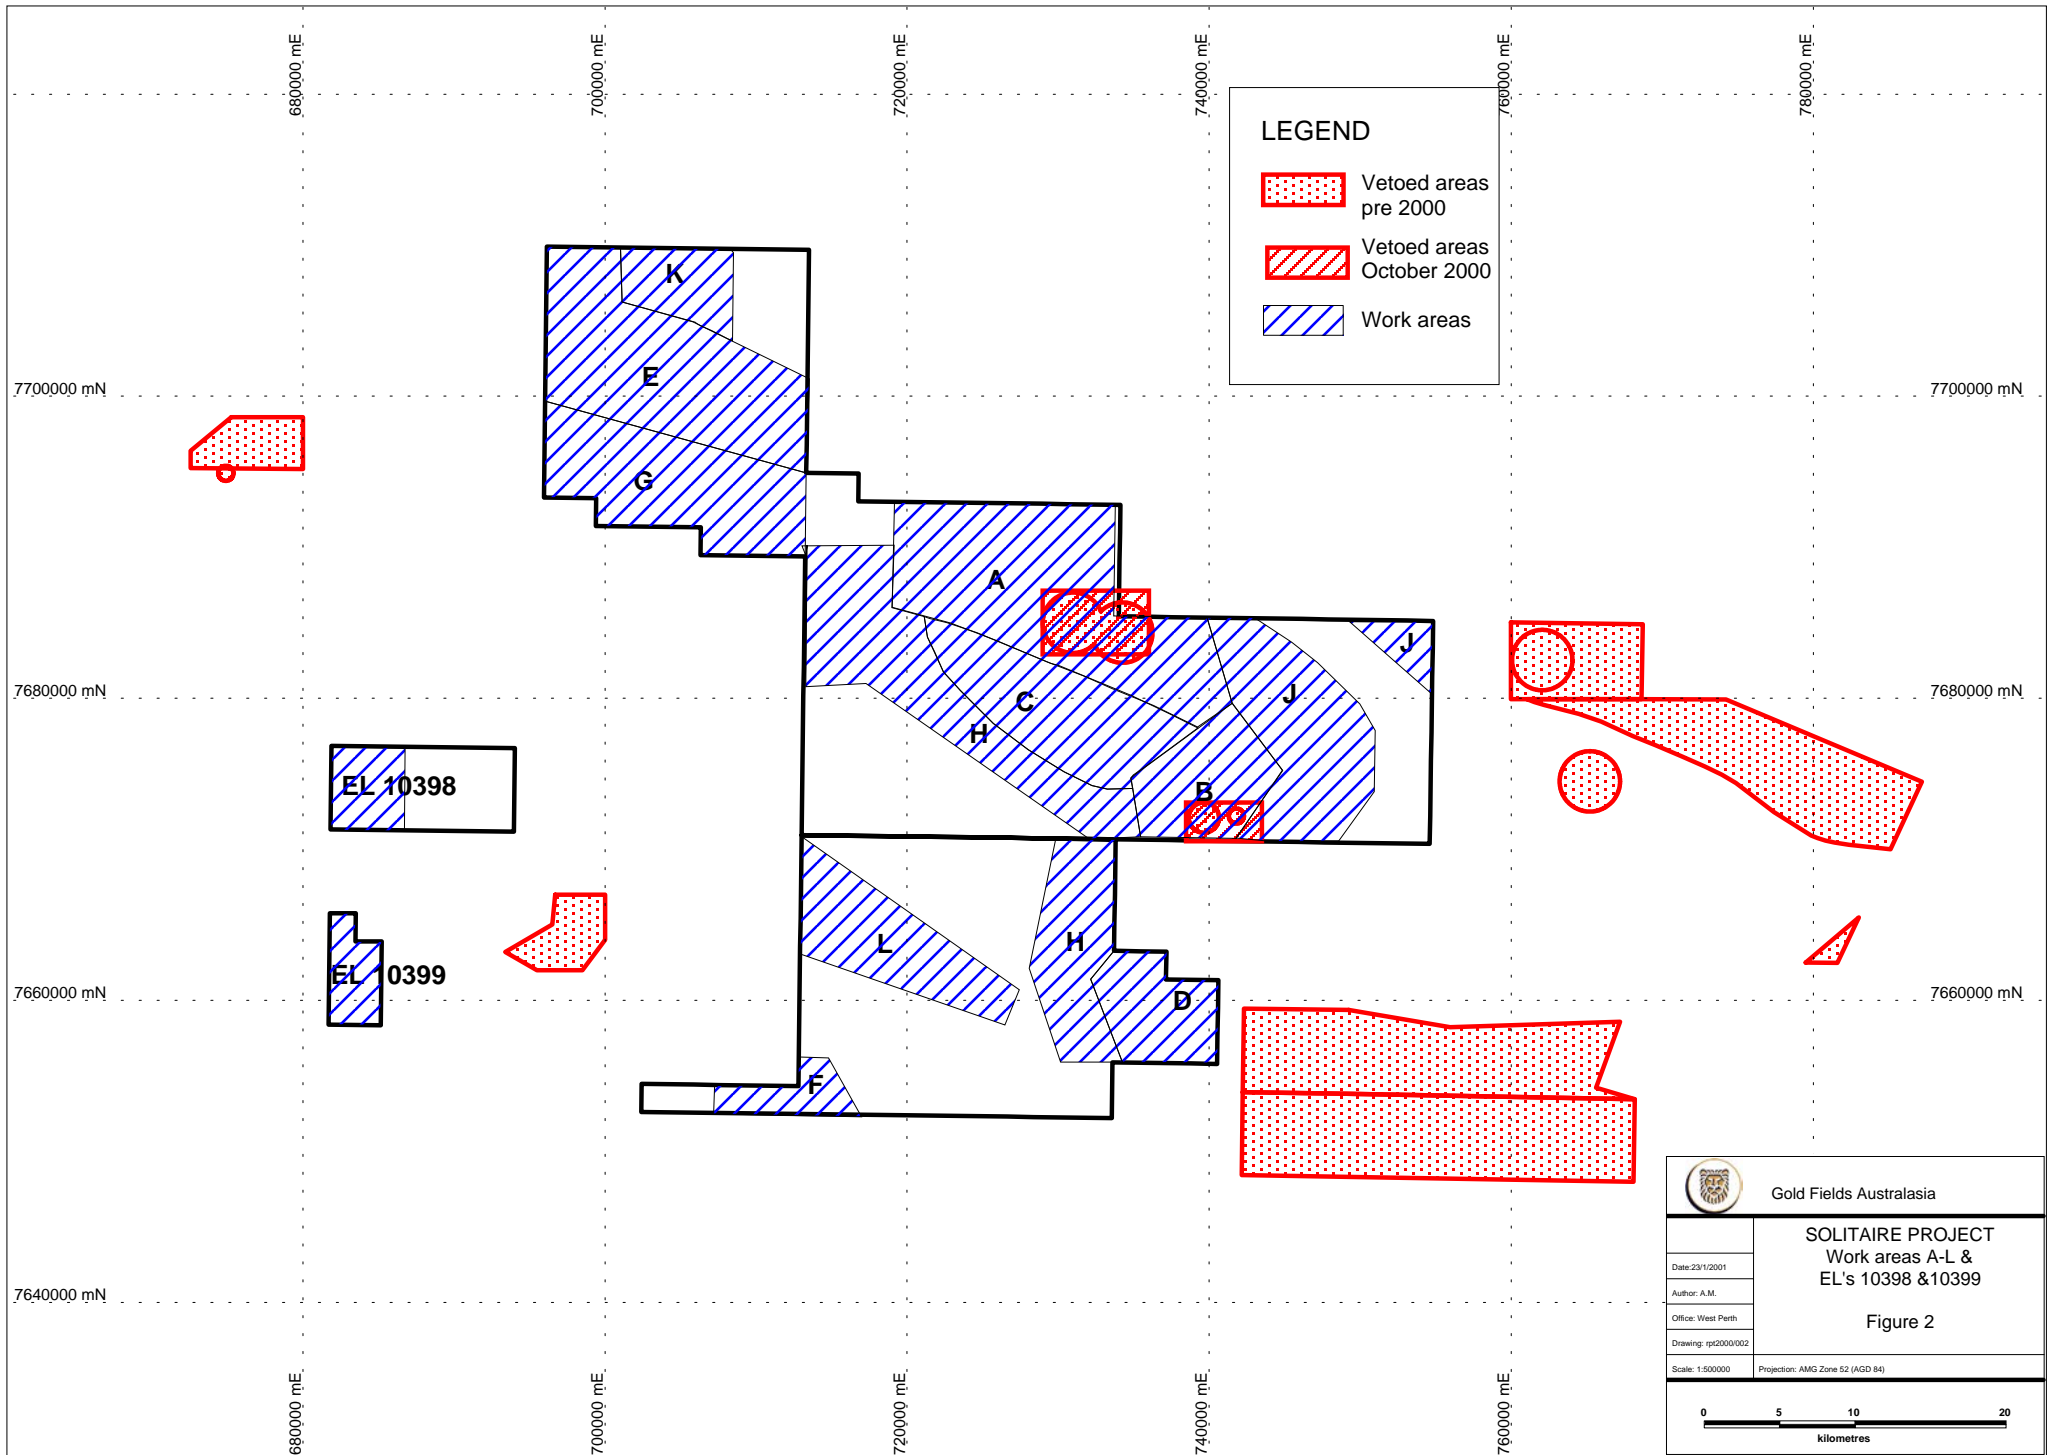 680000 mE
700000 mE
720000 mE
740000 mE
760000 mE
780000 mE
LEGEND
Vetoed areas
pre 2000
Vetoed areas
October 2000
Work areas
K
E
G
7700000 mN
7700000 mN
A
J
C
J
H
B
7680000 mN
7680000 mN
EL 10398
EL 10399
L
H
D
F
7660000 mN
7660000 mN
7640000 mN
680000 mE
700000 mE
720000 mE
740000 mE
760000 mE
Gold Fields Australasia
SOLITAIRE PROJECT
Work areas A-L &
EL's 10398 &10399
Figure 2
Date:23/1/2001
Author: A.M.
Office: West Perth
Drawing: rpt2000/002
Scale: 1:500000
Projection: AMG Zone 52 (AGD 84)
0 5 10 20
kilometres